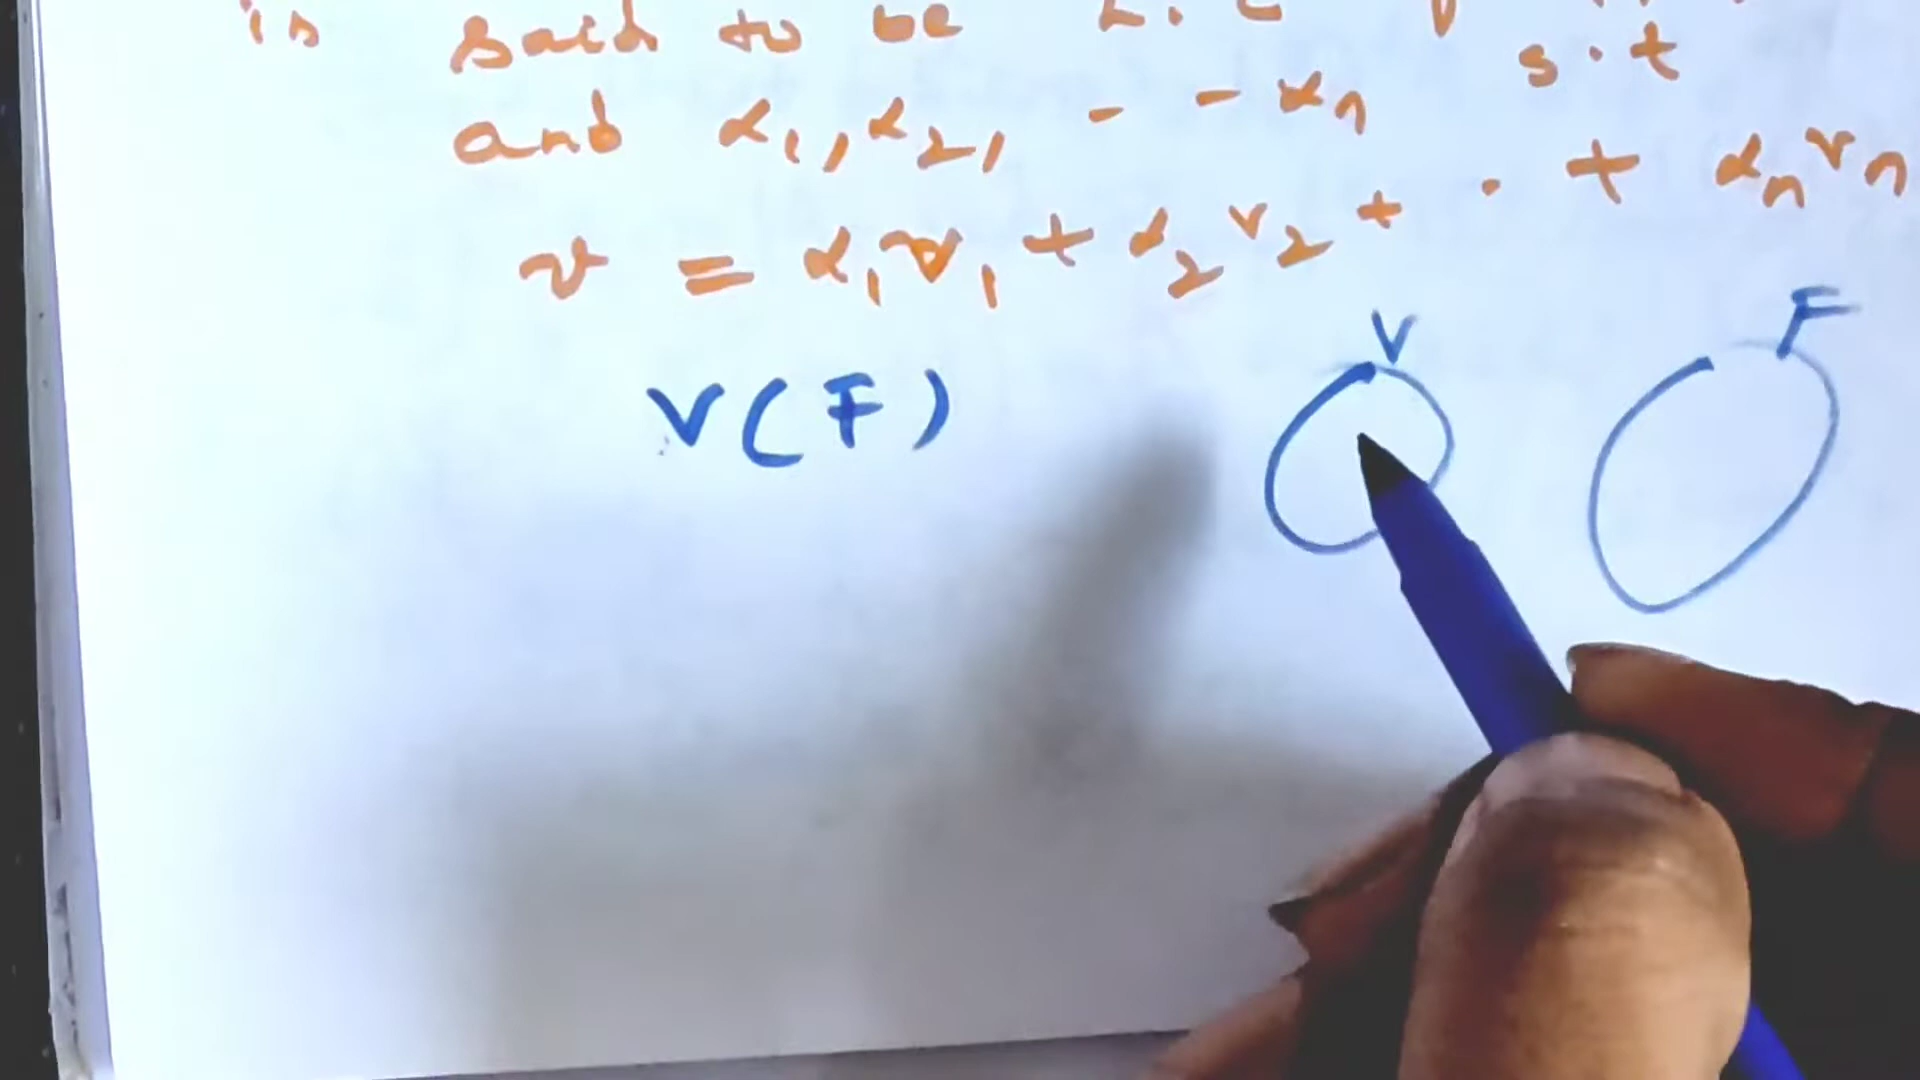 is said to be L.C
s.t
and α1, α2, - - αn
v = α1v1 + α2v2 + . + αnvn
V F
V(F)